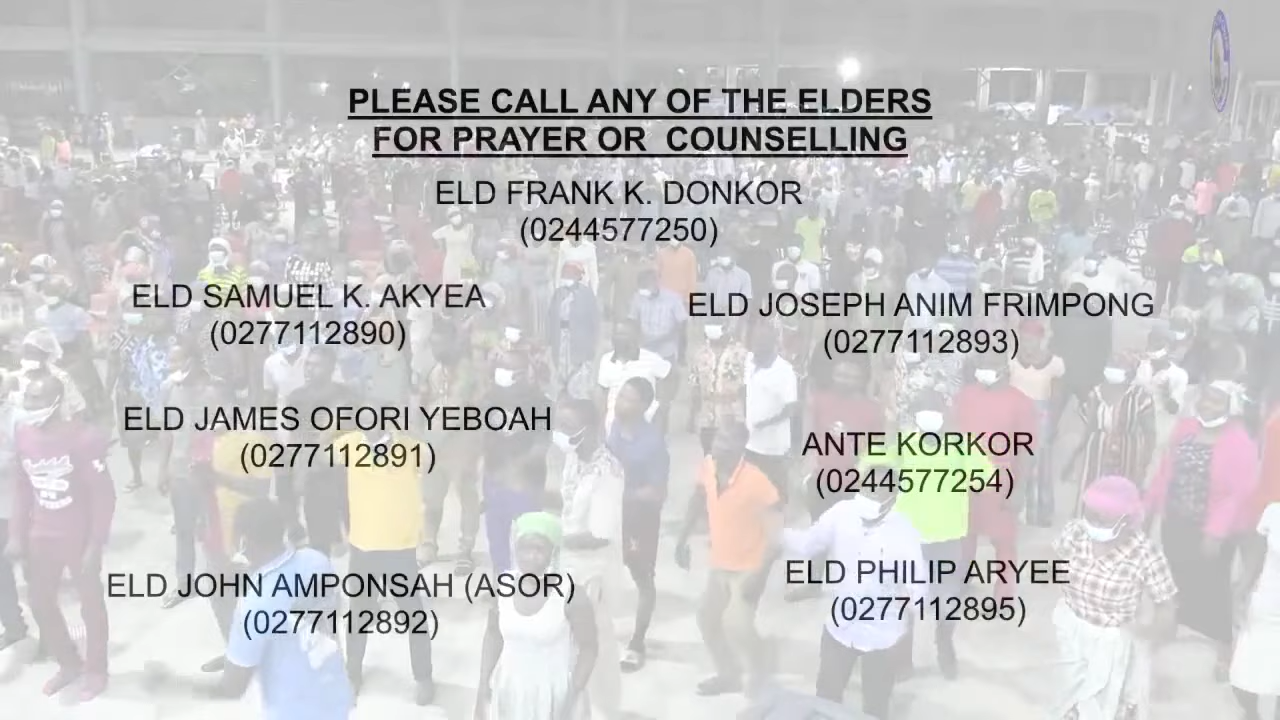 PLEASE CALL ANY OF THE ELDERS
FOR PRAYER OR COUNSELLING
ELD FRANK K. DONKOR
(0244577250)
ELD SAMUEL K. AKYEA
(0277112890)
ELD JOSEPH ANIM FRIMPONG
(0277112893)
ELD JAMES OFORI YEBOAH
(0277112891)
ANTE KORKOR
(0244577254)
ELD JOHN AMPONSAH (ASOR)
(0277112892)
ELD PHILIP ARYEE
(0277112895)